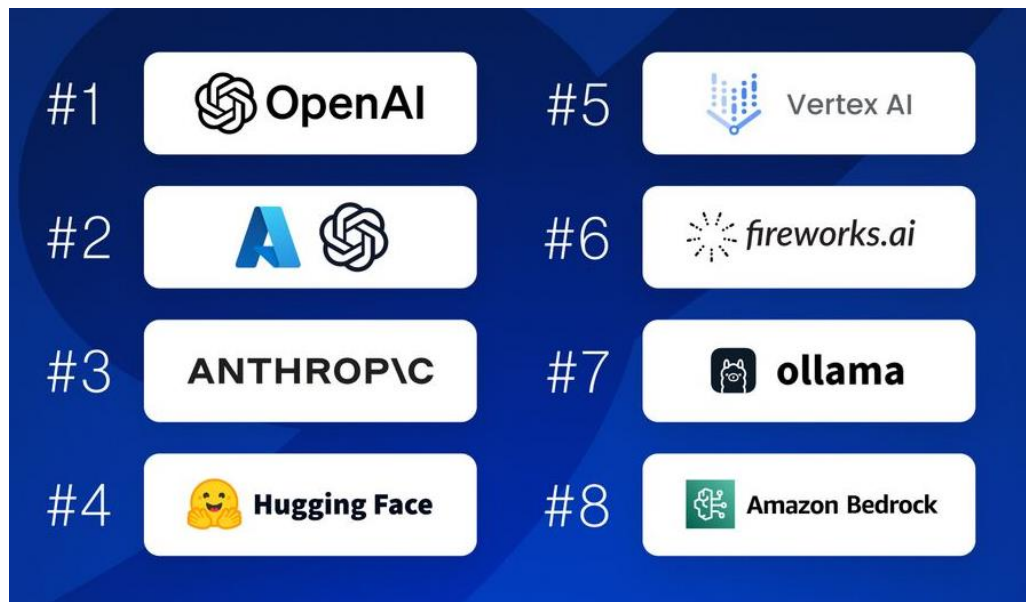 #1
OpenAI
#2
#3
ANTHROP\C
#4
Hugging Face
#5
Vertex AI
#6
fireworks.ai
#7
ollama
#8
Amazon Bedrock